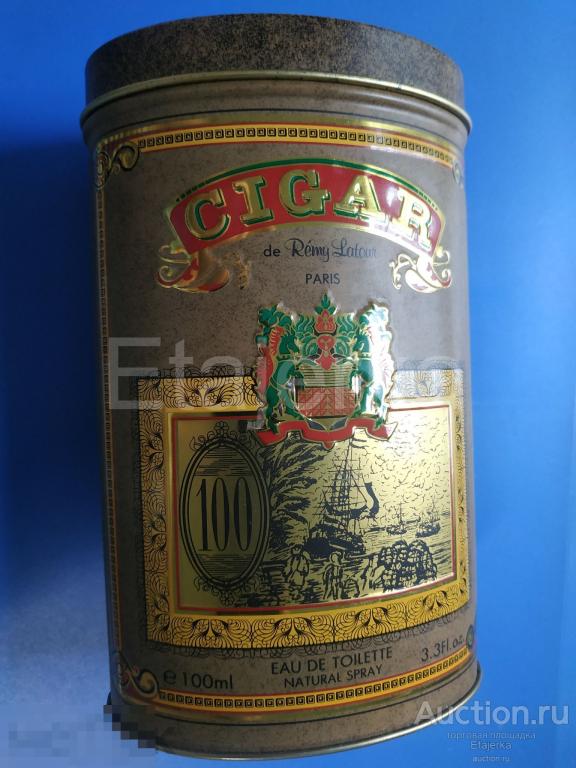 CIGAR
de Rémy Latour
PARIS
Etajerka
100
EAU DE TOILETTE
NATURAL SPRAY
e 100ml
3.3Fl.oz.
Auction.ru
торговая площадка
Etajerka
auction.ru